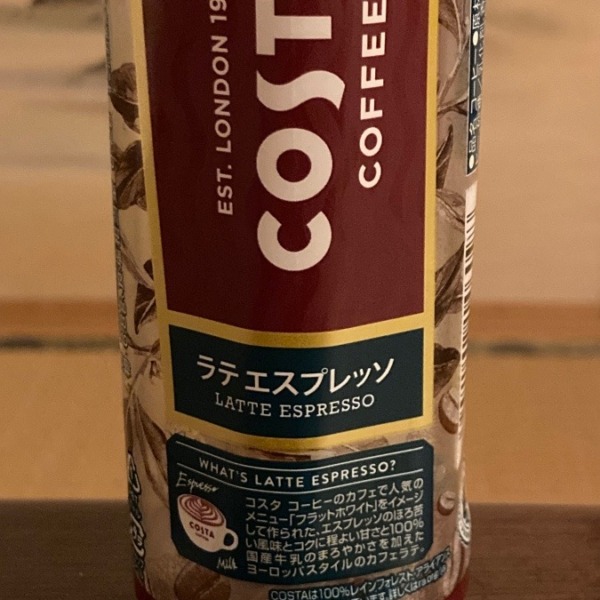 COSTA
COFFEE
EST. LONDON 19
ラテ エスプレッソ
LATTE ESPRESSO
WHAT'S LATTE ESPRESSO?
Espresso
COSTA
Milk
コスタ コーヒーのカフェで人気の
メニュー「フラットホワイト」をイメージ
して作られた、エスプレッソのほろ苦
い風味とコクに程よい甘さと100%
国産牛乳のまろやかさを加えた
ヨーロッパスタイルのカフェラテ。
COSTAは100%レインフォレスト・アライアンス